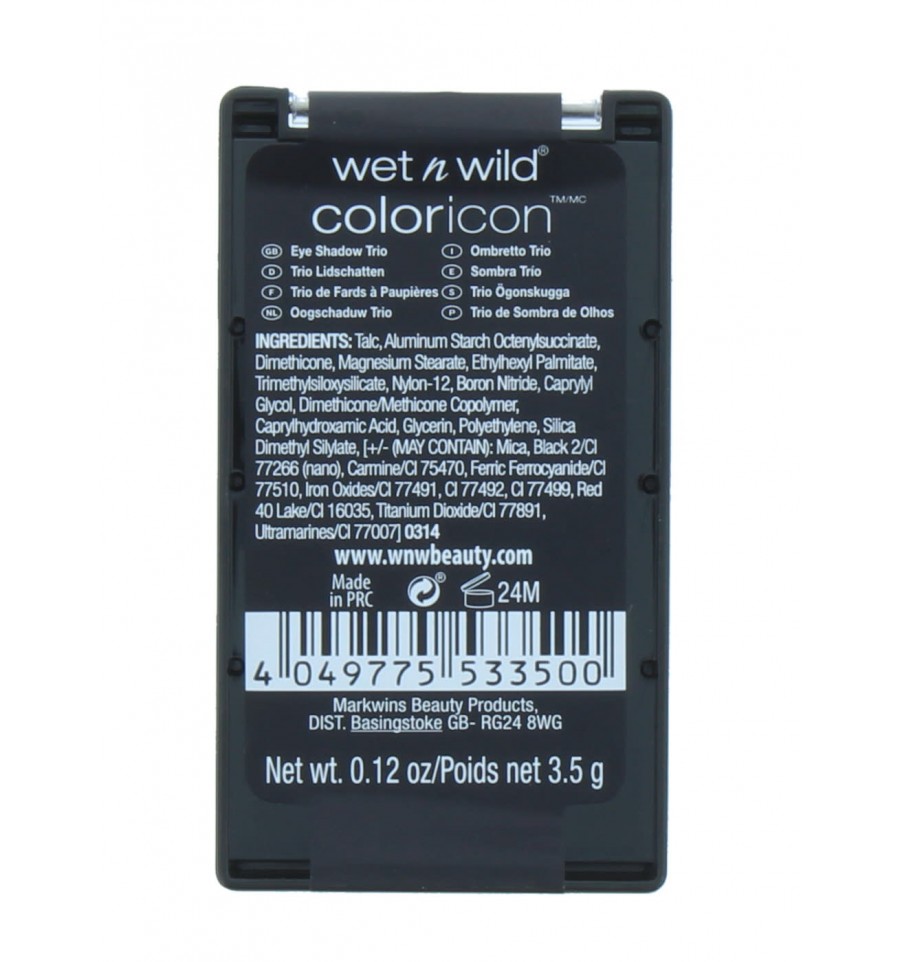 wet n wild®
coloricon™/MC
GB Eye Shadow Trio
D Trio Lidschatten
F Trio de Fards à Paupières
NL Oogschaduw Trio
I Ombretto Trio
E Sombra Trio
S Trio Ögonskugga
P Trio de Sombra de Olhos
INGREDIENTS: Talc, Aluminum Starch Octenylsuccinate,
Dimethicone, Magnesium Stearate, Ethylhexyl Palmitate,
Trimethylsiloxysilicate, Nylon-12, Boron Nitride, Caprylyl
Glycol, Dimethicone/Methicone Copolymer,
Caprylhydroxamic Acid, Glycerin, Polyethylene, Silica
Dimethyl Silylate, [+/- (MAY CONTAIN): Mica, Black 2/CI
77266 (nano), Carmine/CI 75470, Ferric Ferrocyanide/CI
77510, Iron Oxides/CI 77491, CI 77492, CI 77499, Red
40 Lake/CI 16035, Titanium Dioxide/CI 77891,
Ultramarines/CI 77007] 0314
www.wnwbeauty.com
Made
in PRC
®
24M
4 049775 533500
Markwins Beauty Products,
DIST. Basingstoke GB- RG24 8WG
Net wt. 0.12 oz/Poids net 3.5 g